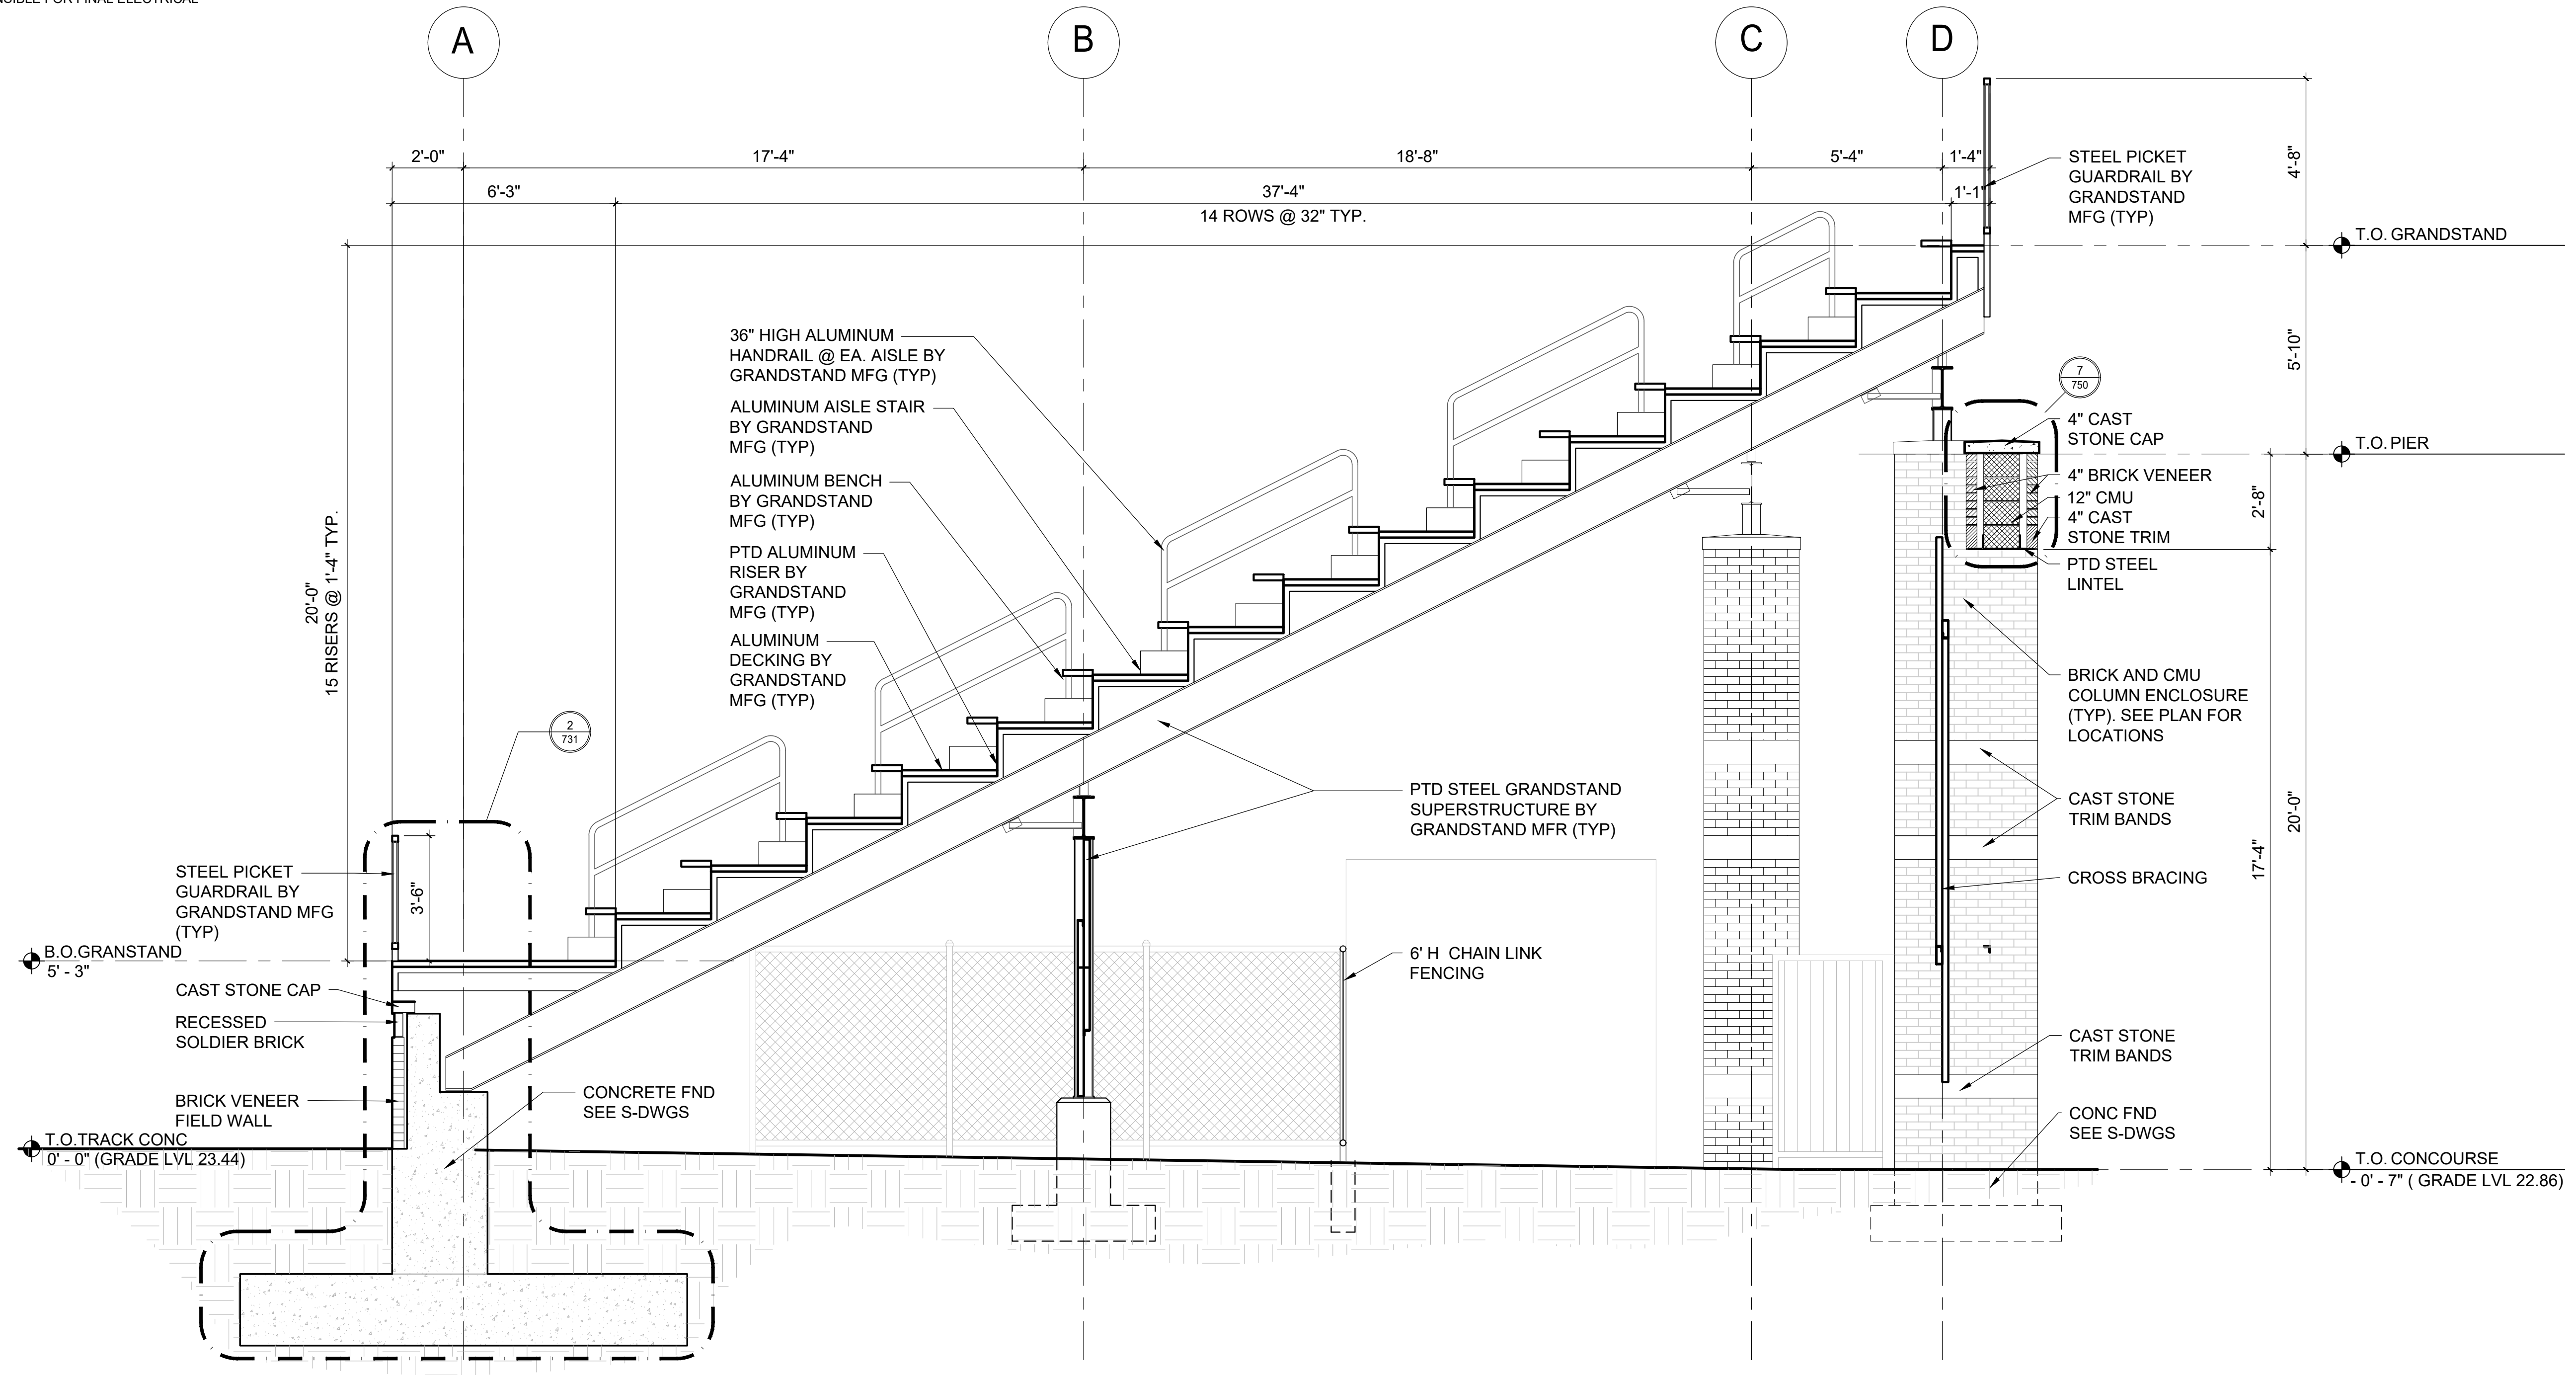 NSIBLE FOR FINAL ELECTRICAL
A
B
C
D
2'-0"
17'-4"
18'-8"
5'-4"
1'-4"
6'-3"
37'-4"
14 ROWS @ 32" TYP.
1'-1"
4'-8"
STEEL PICKET
GUARDRAIL BY
GRANDSTAND
MFG (TYP)
T.O. GRANDSTAND
5'-10"
36" HIGH ALUMINUM
HANDRAIL @ EA. AISLE BY
GRANDSTAND MFG (TYP)
ALUMINUM AISLE STAIR
BY GRANDSTAND
MFG (TYP)
ALUMINUM BENCH
BY GRANDSTAND
MFG (TYP)
PTD ALUMINUM
RISER BY
GRANDSTAND
MFG (TYP)
ALUMINUM
DECKING BY
GRANDSTAND
MFG (TYP)
20'-0"
15 RISERS @ 1'-4" TYP.
7
750
4" CAST
STONE CAP
T.O. PIER
4" BRICK VENEER
12" CMU
4" CAST
STONE TRIM
PTD STEEL
LINTEL
2'-8"
BRICK AND CMU
COLUMN ENCLOSURE
(TYP). SEE PLAN FOR
LOCATIONS
2
731
PTD STEEL GRANDSTAND
SUPERSTRUCTURE BY
GRANDSTAND MFR (TYP)
CAST STONE
TRIM BANDS
20'-0"
17'-4"
CROSS BRACING
STEEL PICKET
GUARDRAIL BY
GRANDSTAND MFG
(TYP)
3'-6"
B.O.GRANSTAND
5' - 3"
6' H CHAIN LINK
FENCING
CAST STONE CAP
RECESSED
SOLDIER BRICK
CAST STONE
TRIM BANDS
BRICK VENEER
FIELD WALL
CONCRETE FND
SEE S-DWGS
CONC FND
SEE S-DWGS
T.O.TRACK CONC
0' - 0" (GRADE LVL 23.44)
T.O. CONCOURSE
- 0' - 7" ( GRADE LVL 22.86)